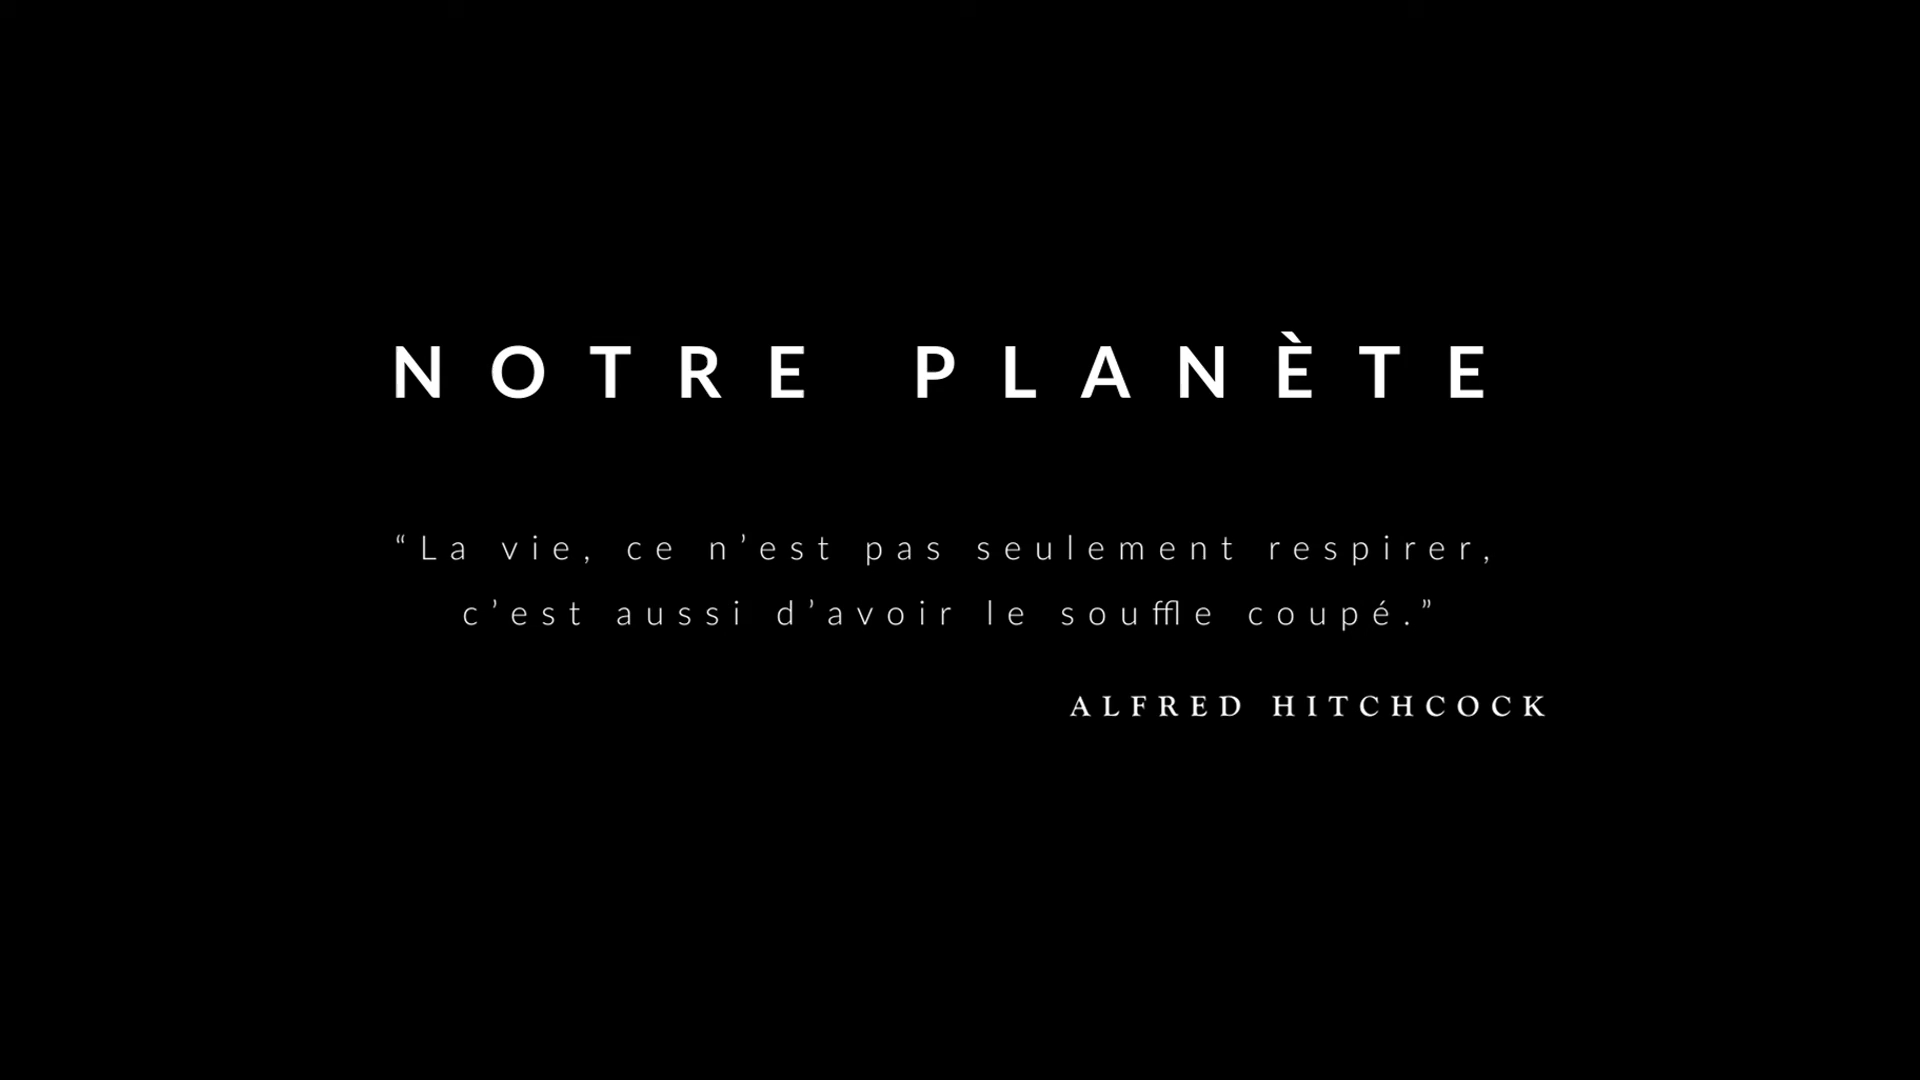 NOTRE PLANÈTE
“La vie, ce n’est pas seulement respirer,
c’est aussi d’avoir le souffle coupé.”
ALFRED HITCHCOCK